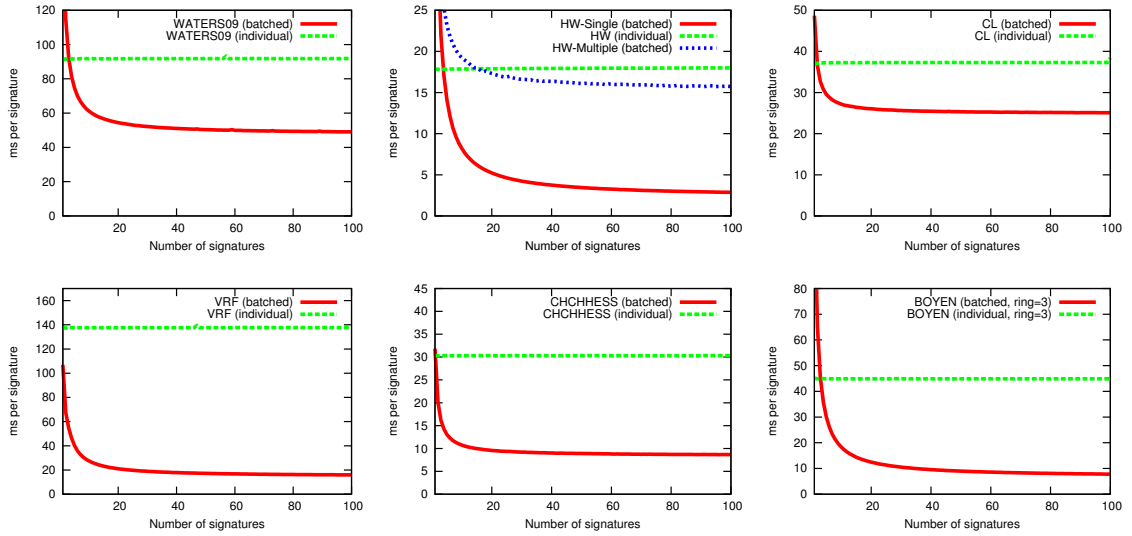 WATERS09 (batched)
WATERS09 (individual)
ms per signature
120
100
80
60
40
20
0
20 40 60 80 100
Number of signatures
HW-Single (batched)
HW (individual)
HW-Multiple (batched)
ms per signature
25
20
15
10
5
0
20 40 60 80 100
Number of signatures
CL (batched)
CL (individual)
ms per signature
50
40
30
20
10
0
20 40 60 80 100
Number of signatures
VRF (batched)
VRF (individual)
ms per signature
160
140
120
100
80
60
40
20
0
20 40 60 80 100
Number of signatures
CHCHHESS (batched)
CHCHHESS (individual)
ms per signature
45
40
35
30
25
20
15
10
5
0
20 40 60 80 100
Number of signatures
BOYEN (batched, ring=3)
BOYEN (individual, ring=3)
ms per signature
80
70
60
50
40
30
20
10
0
20 40 60 80 100
Number of signatures